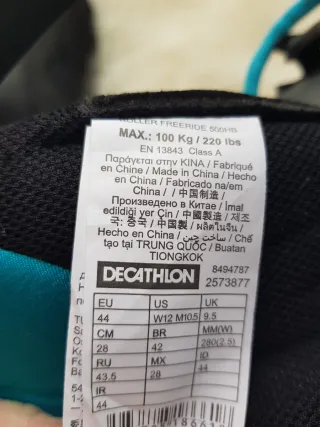 ROLLER FREERIDE 500HB
MAX.: 100 Kg / 220 lbs
EN 13843 Class A
Παράγεται στην KINA / Fabriqué
en Chine / Made in China / Hecho
en China / Fabricado na/em
China / / 中国制造 /
Произведено в Китае / İmal
edildiği yer Çin / 中國製造 / 제조
국: 중국 / 中国製 / ผลิตในจีน /
Hecho en China / ساخت چین / Chế
tạo tại TRUNG QUỐC / Buatan
TIONGKOK
DECATHLON
8494787
2573877
EU US UK
44 W12 M10.5 9.5
CM BR MM(W)
28 42 280(2.5)
RU MX ID
43.5 28 44
IR
44